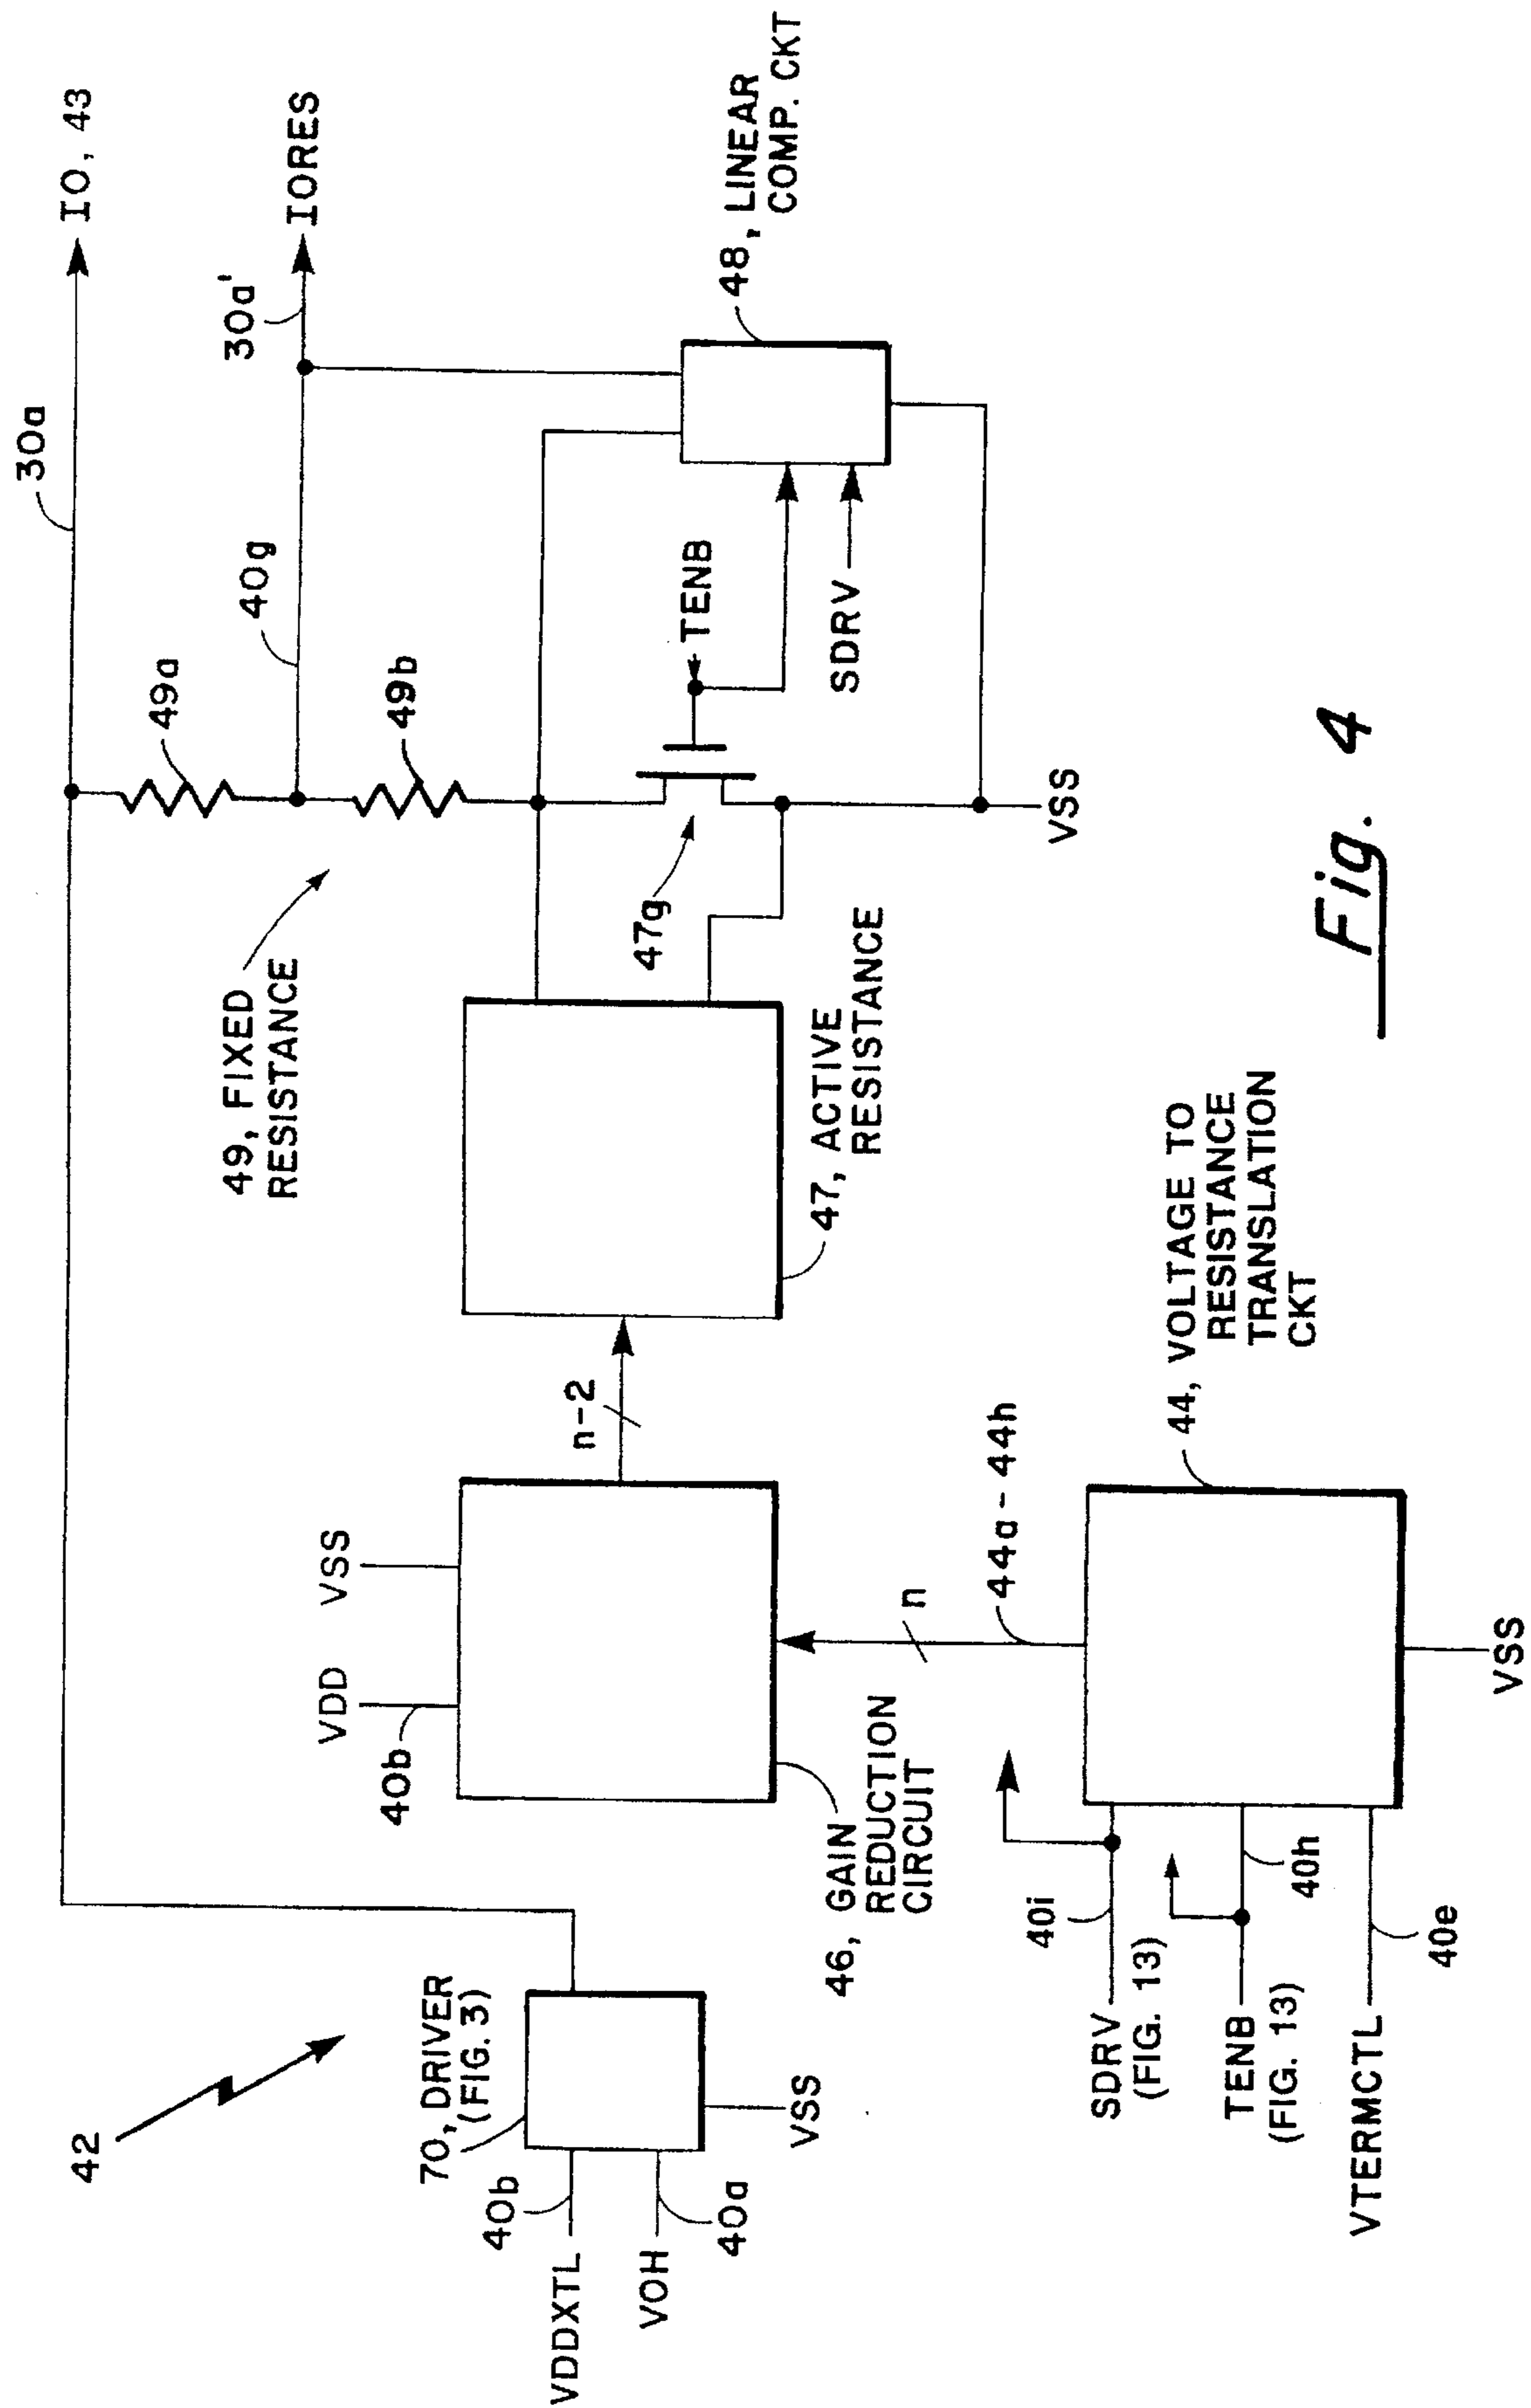 42
30a
IO, 43
30a'
IORES
40g
49a
49b
49, FIXED
RESISTANCE
TENB
SDRV
48, LINEAR
COMP. CKT
47g
VSS
47, ACTIVE
RESISTANCE
n-2
VDD
VSS
40b
46, GAIN
REDUCTION
CIRCUIT
70, DRIVER
(FIG. 3)
VDDXTL
40b
VOH
40a
VSS
n
44a - 44h
44, VOLTAGE TO
RESISTANCE
TRANSLATION
CKT
SDRV
(FIG. 13)
40i
TENB
(FIG. 13)
40h
VTERMCTL
40e
VSS
Fig. 4